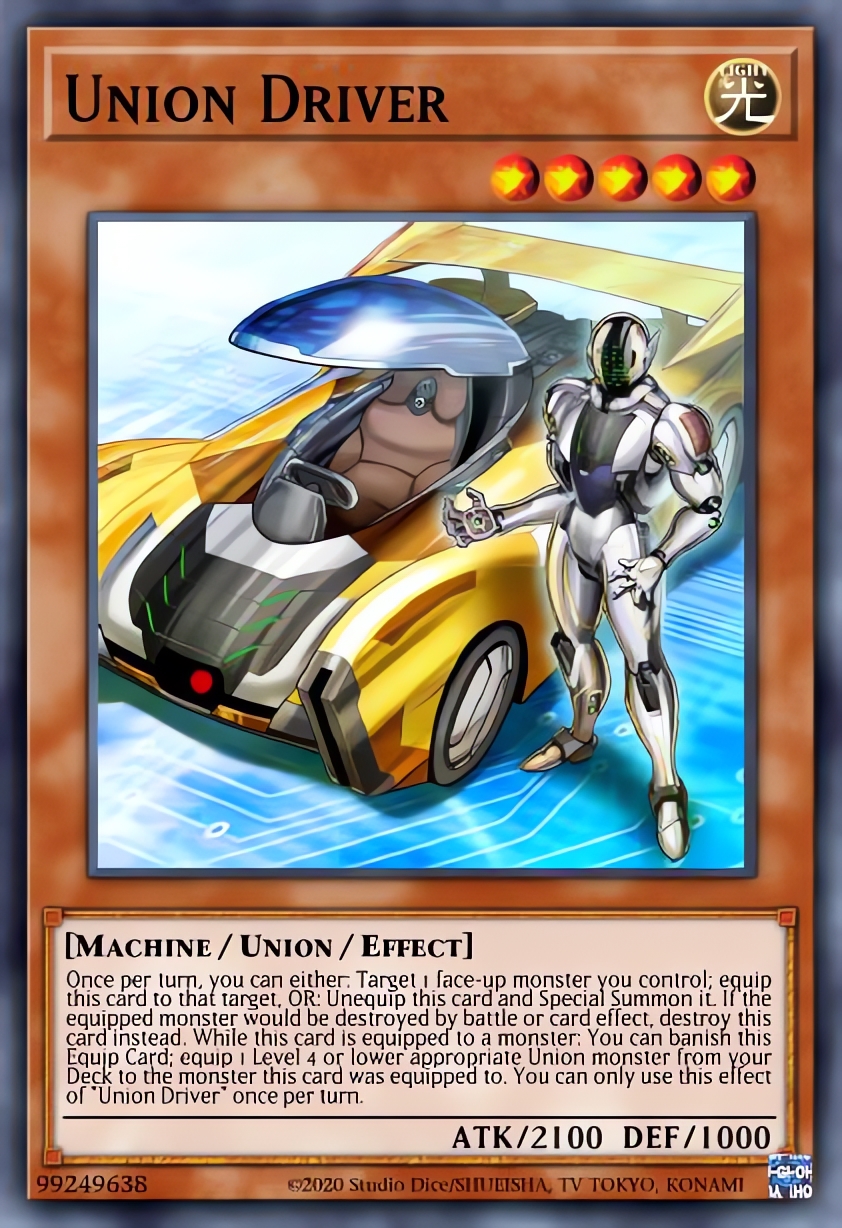 UNION DRIVER
LIGHT
光
[MACHINE / UNION / EFFECT]
Once per turn, you can either: Target 1 face-up monster you control; equip
this card to that target, OR: Unequip this card and Special Summon it. If the
equipped monster would be destroyed by battle or card effect, destroy this
card instead. While this card is equipped to a monster: You can banish this
Equip Card; equip 1 Level 4 or lower appropriate Union monster from your
Deck to the monster this card was equipped to. You can only use this effect
of "Union Driver" once per turn.
ATK/2100 DEF/1000
99249638 ©2020 Studio Dice/SHUEISHA, TV TOKYO, KONAMI